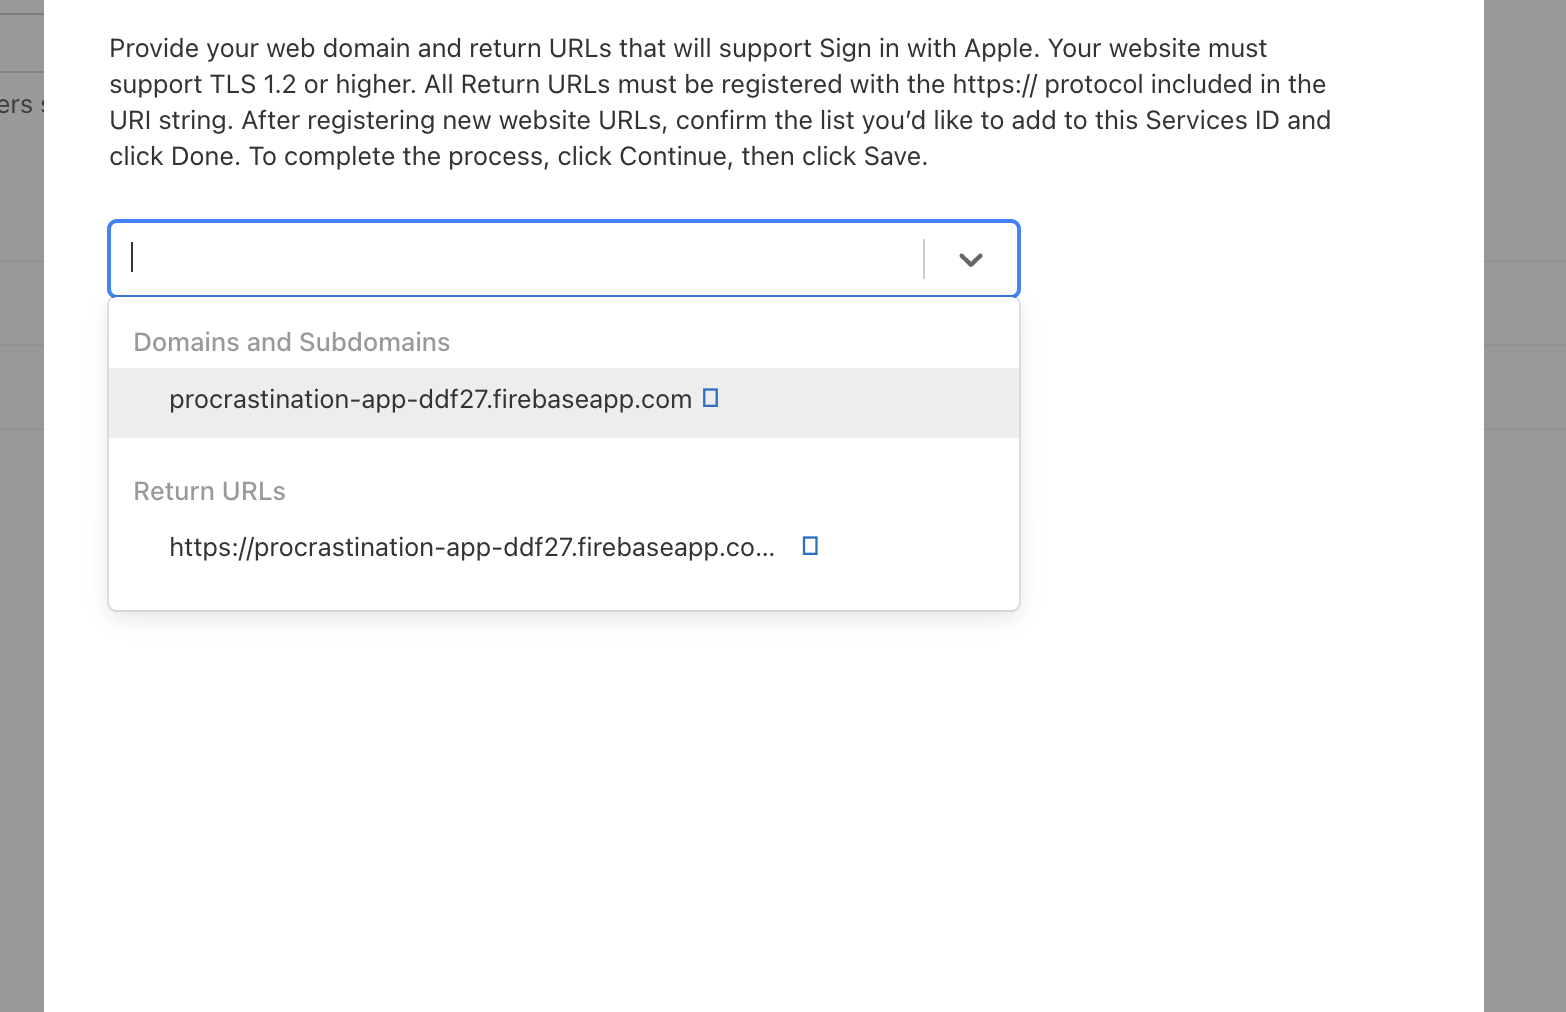 Provide your web domain and return URLs that will support Sign in with Apple. Your website must
support TLS 1.2 or higher. All Return URLs must be registered with the https:// protocol included in the
ers
URI string. After registering new website URLs, confirm the list you’d like to add to this Services ID and
click Done. To complete the process, click Continue, then click Save.
Domains and Subdomains
procrastination-app-ddf27.firebaseapp.com
Return URLs
https://procrastination-app-ddf27.firebaseapp.co...